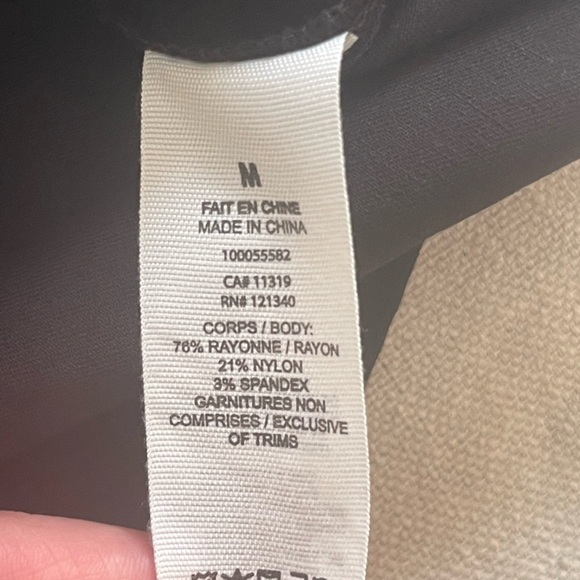 M
FAIT EN CHINE
MADE IN CHINA
100055582
CA# 11319
RN# 121340
CORPS / BODY:
76% RAYONNE / RAYON
21% NYLON
3% SPANDEX
GARNITURES NON
COMPRISES / EXCLUSIVE
OF TRIMS